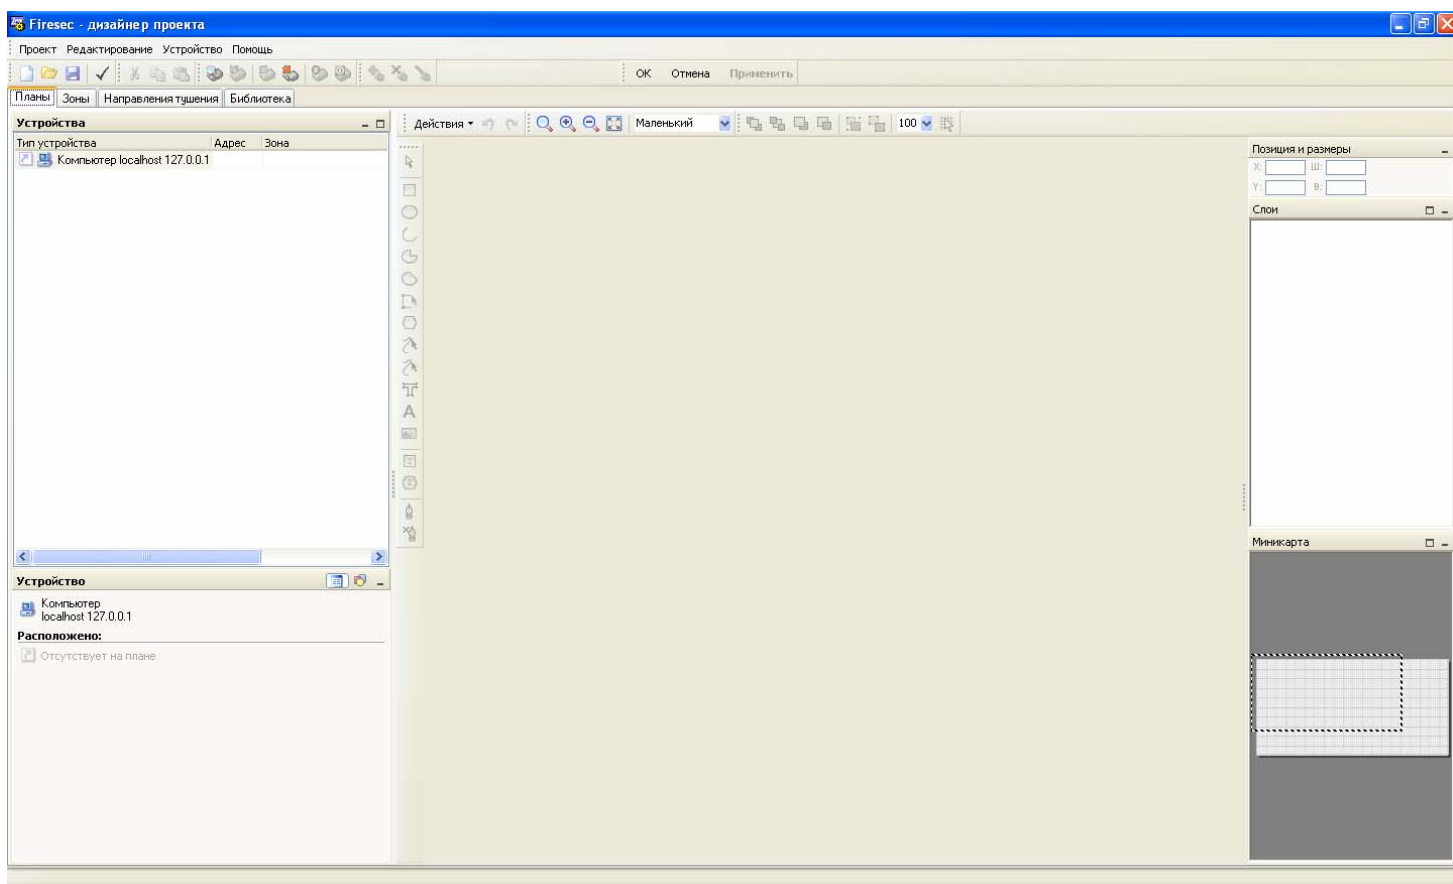 Firesec - дизайнер проекта
Проект Редактирование Устройство Помощь
ОК Отмена Применить
Планы Зоны Направления тушения Библиотека
Устройства
Действия Маленький 100
Тип устройства Адрес Зона
Компьютер localhost 127.0.0.1
Позиция и размеры
X: Ш:
Y: В:
Слои
Миникарта
Устройство
Компьютер
localhost 127.0.0.1
Расположено:
Отсутствует на плане